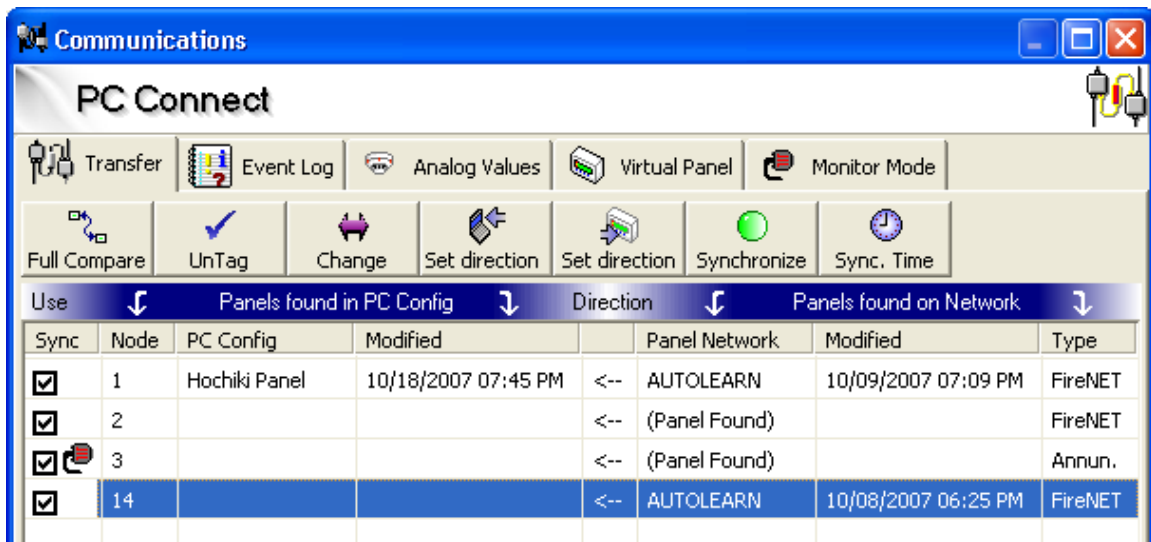 Communications
PC Connect
Transfer Event Log Analog Values Virtual Panel Monitor Mode
Full Compare UnTag Change Set direction Set direction Synchronize Sync. Time
Use Panels found in PC Config Direction Panels found on Network
Sync Node PC Config Modified Panel Network Modified Type
1 Hochiki Panel 10/18/2007 07:45 PM <-- AUTOLEARN 10/09/2007 07:09 PM FireNET
2 <-- (Panel Found) FireNET
3 <-- (Panel Found) Annun.
14 <-- AUTOLEARN 10/08/2007 06:25 PM FireNET